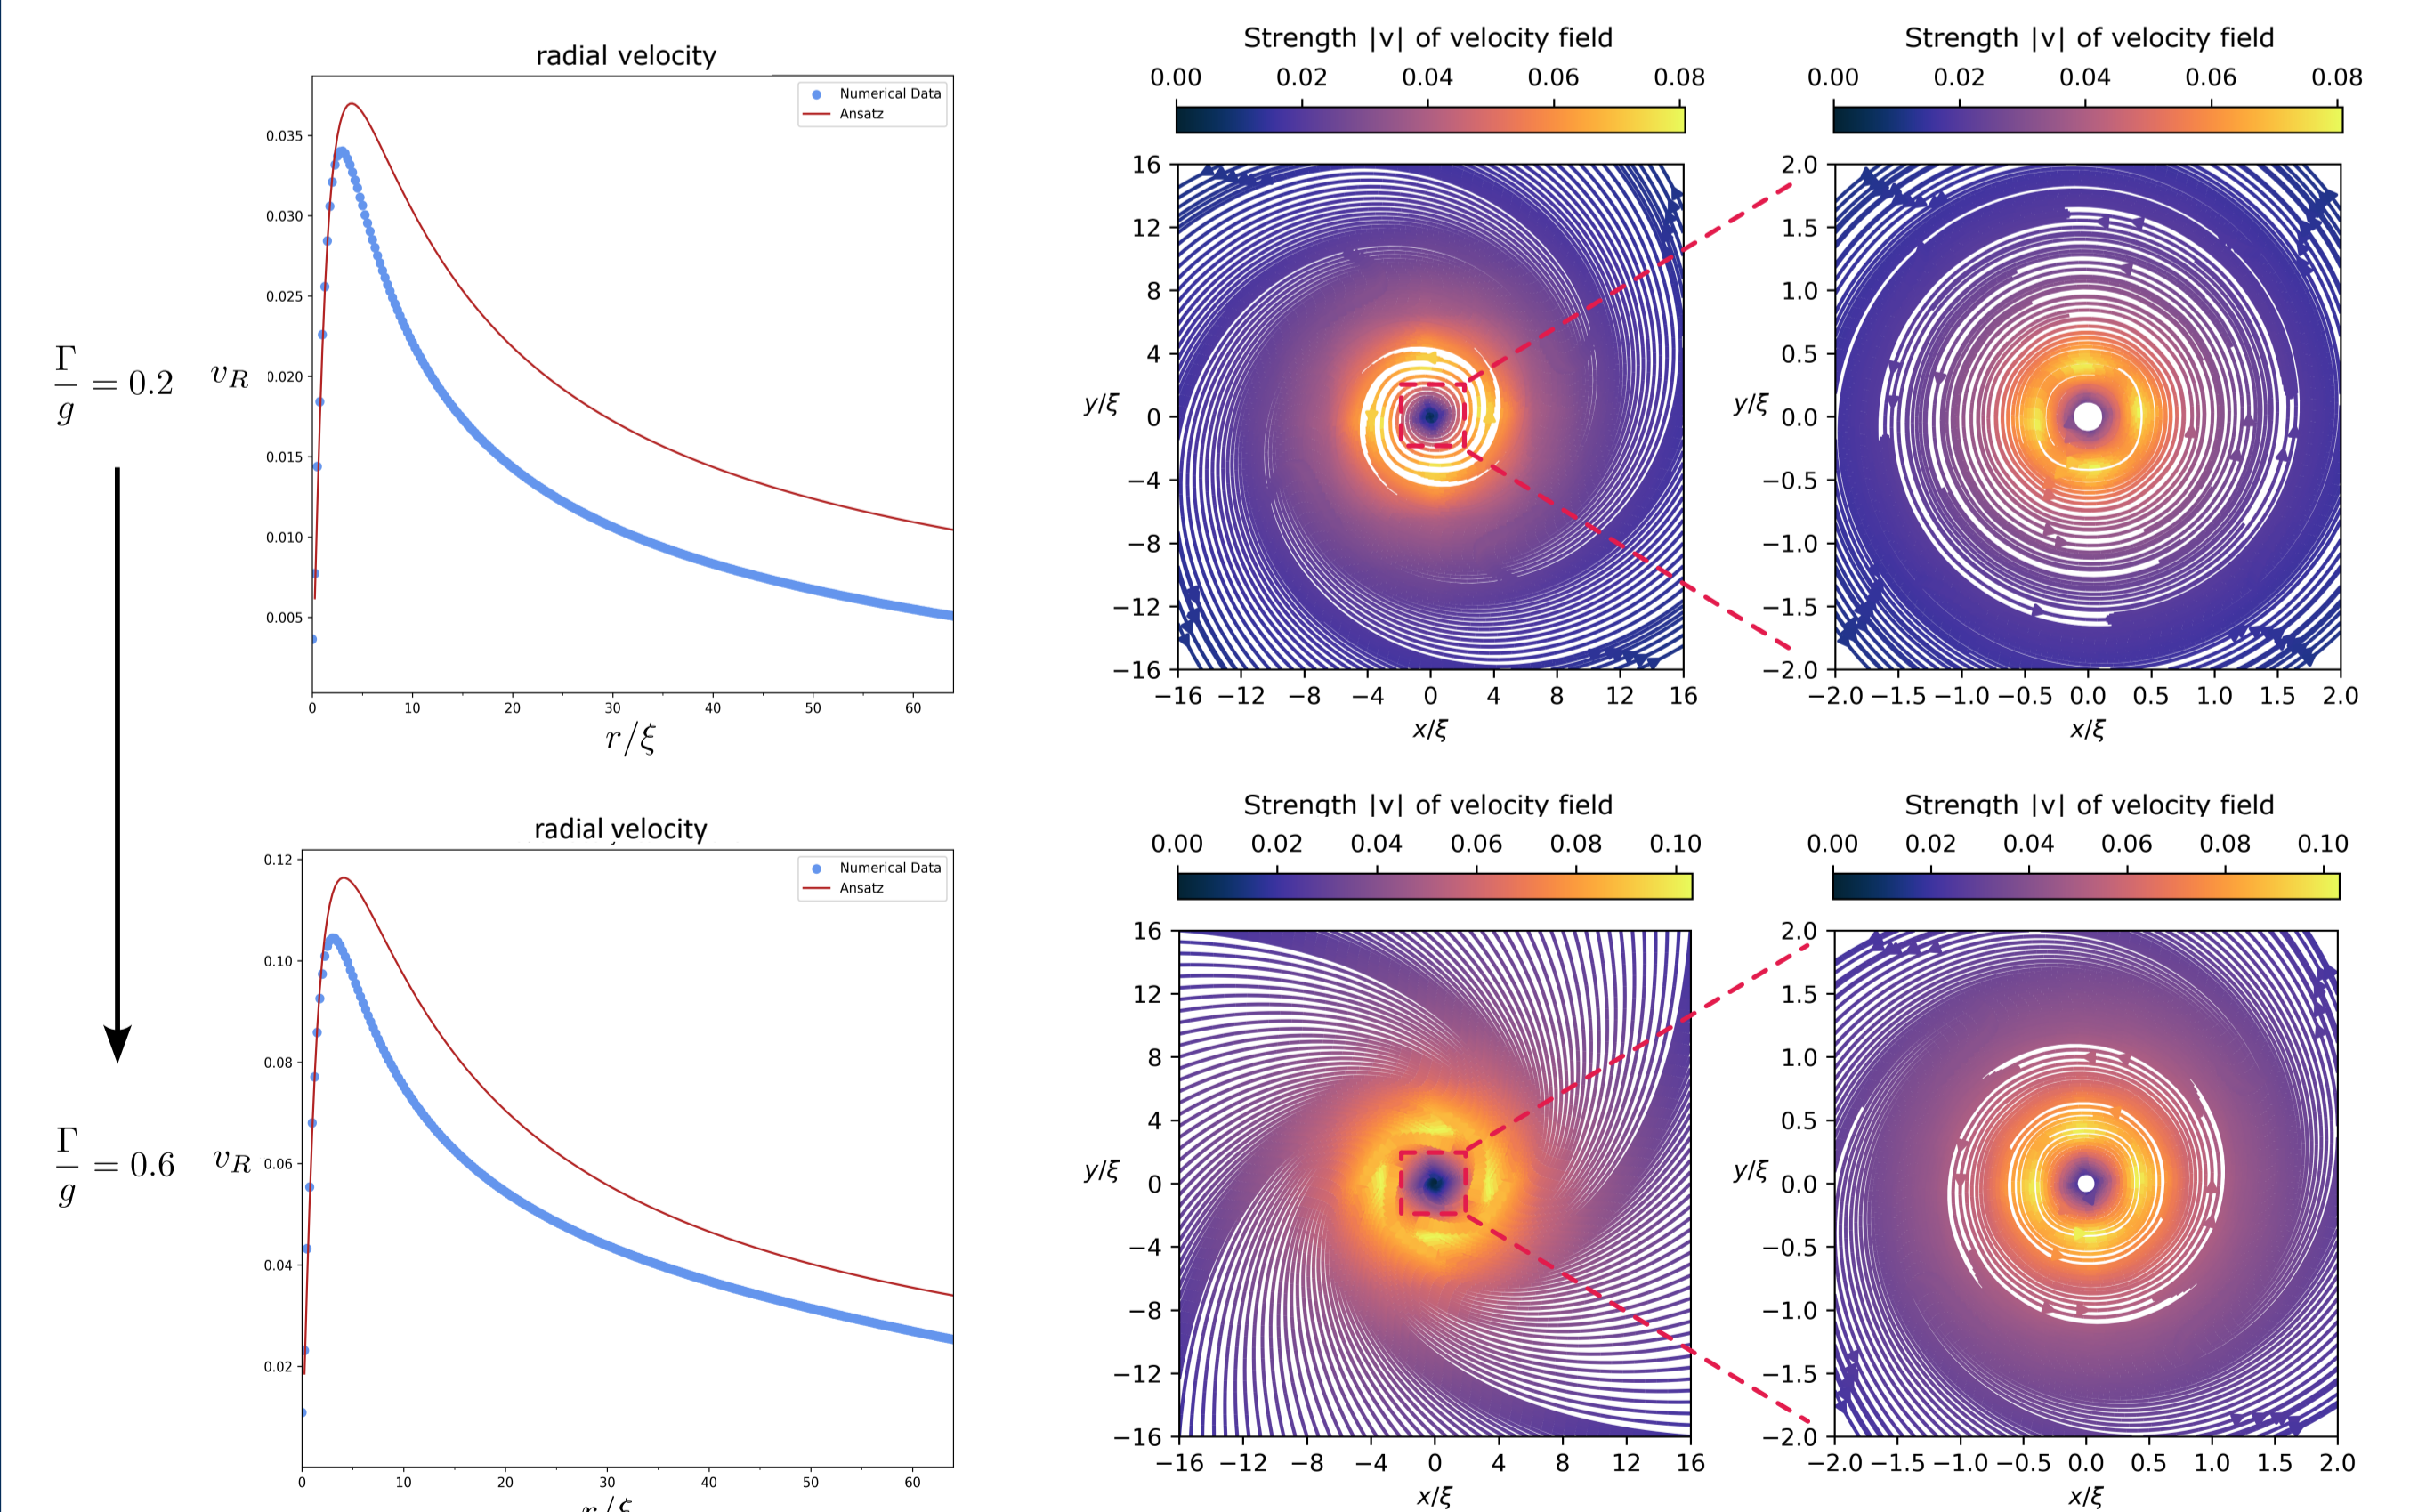 radial velocity
Numerical Data
Ansatz
0.035
0.030
0.025
0.020
0.015
0.010
0.005
0 10 20 30 40 50 60
r/ξ
Γ/g = 0.2
v_R
Strength |v| of velocity field
0.00 0.02 0.04 0.06 0.08
16
12
8
4
0
−4
−8
−12
−16
y/ξ
−16 −12 −8 −4 0 4 8 12 16
x/ξ
Strength |v| of velocity field
0.00 0.02 0.04 0.06 0.08
2.0
1.5
1.0
0.5
0.0
−0.5
−1.0
−1.5
−2.0
y/ξ
−2.0 −1.5 −1.0 −0.5 0.0 0.5 1.0 1.5 2.0
x/ξ
radial velocity
Numerical Data
Ansatz
0.12
0.10
0.08
0.06
0.04
0.02
0 10 20 30 40 50 60
r/ξ
Γ/g = 0.6
v_R
Strength |v| of velocity field
0.00 0.02 0.04 0.06 0.08 0.10
16
12
8
4
0
−4
−8
−12
−16
y/ξ
−16 −12 −8 −4 0 4 8 12 16
x/ξ
Strength |v| of velocity field
0.00 0.02 0.04 0.06 0.08 0.10
2.0
1.5
1.0
0.5
0.0
−0.5
−1.0
−1.5
−2.0
y/ξ
−2.0 −1.5 −1.0 −0.5 0.0 0.5 1.0 1.5 2.0
x/ξ